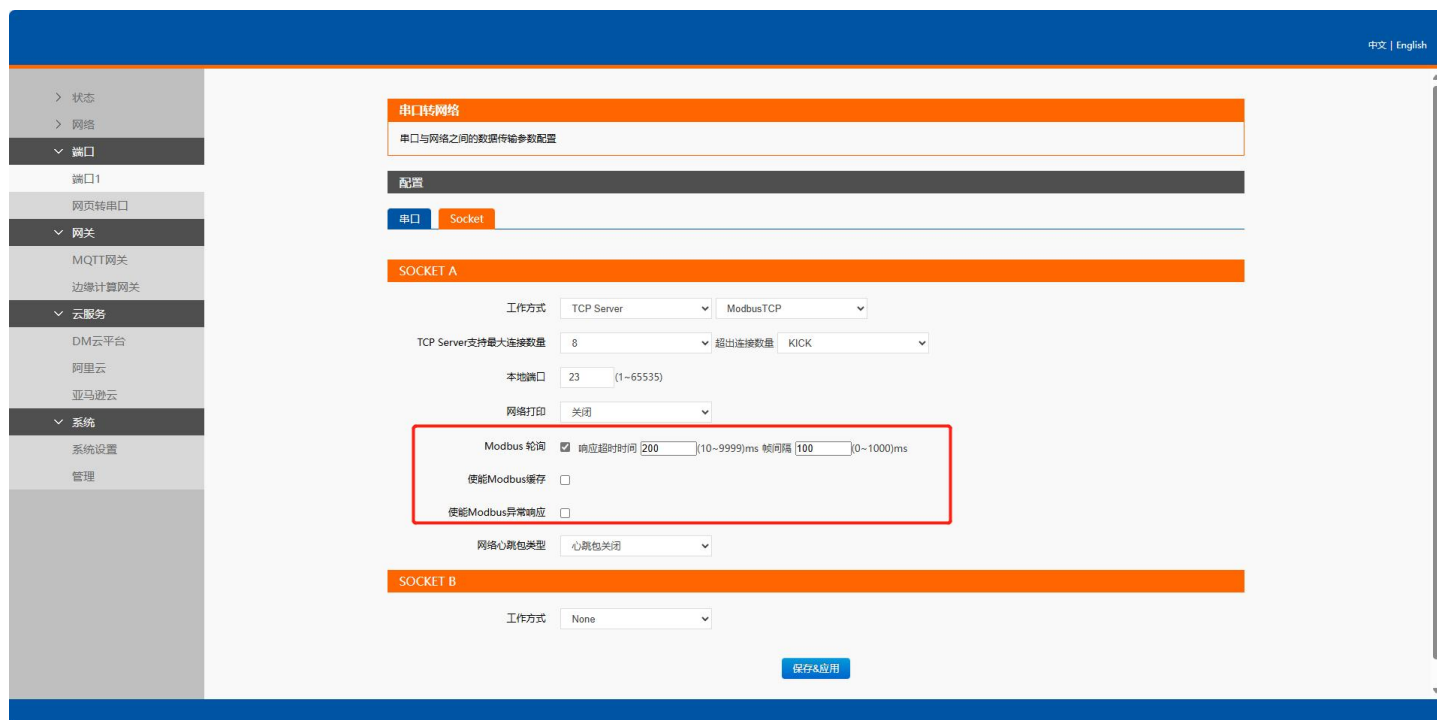 中文 | English
状态
网络
端口
端口1
网页转串口
网关
MQTT网关
边缘计算网关
云服务
DM云平台
阿里云
亚马逊云
系统
系统设置
管理
串口转网络
串口与网络之间的数据传输参数配置
配置
串口 Socket
SOCKET A
工作方式 TCP Server ModbusTCP
TCP Server支持最大连接数量 8 超出连接数量 KICK
本地端口 23 (1~65535)
网络打印 关闭
Modbus 轮询 响应超时时间 200 (10~9999)ms 帧间隔 100 (0~1000)ms
使能Modbus缓存
使能Modbus异常响应
网络心跳包类型 心跳包关闭
SOCKET B
工作方式 None
保存&应用